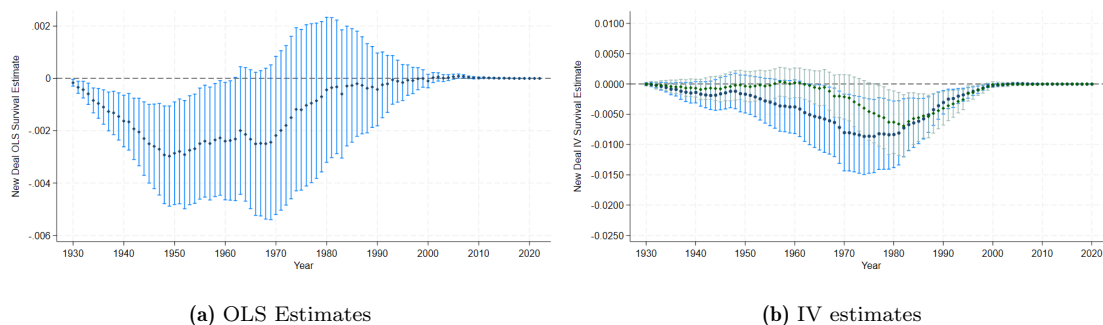 New Deal OLS Survival Estimate
.002
0
-.002
-.004
-.006
1930 1940 1950 1960 1970 1980 1990 2000 2010 2020
Year
(a) OLS Estimates
New Deal IV Survival Estimate
0.0100
0.0050
0.0000
-0.0050
-0.0100
-0.0150
-0.0200
-0.0250
1930 1940 1950 1960 1970 1980 1990 2000 2010 2020
Year
(b) IV estimates